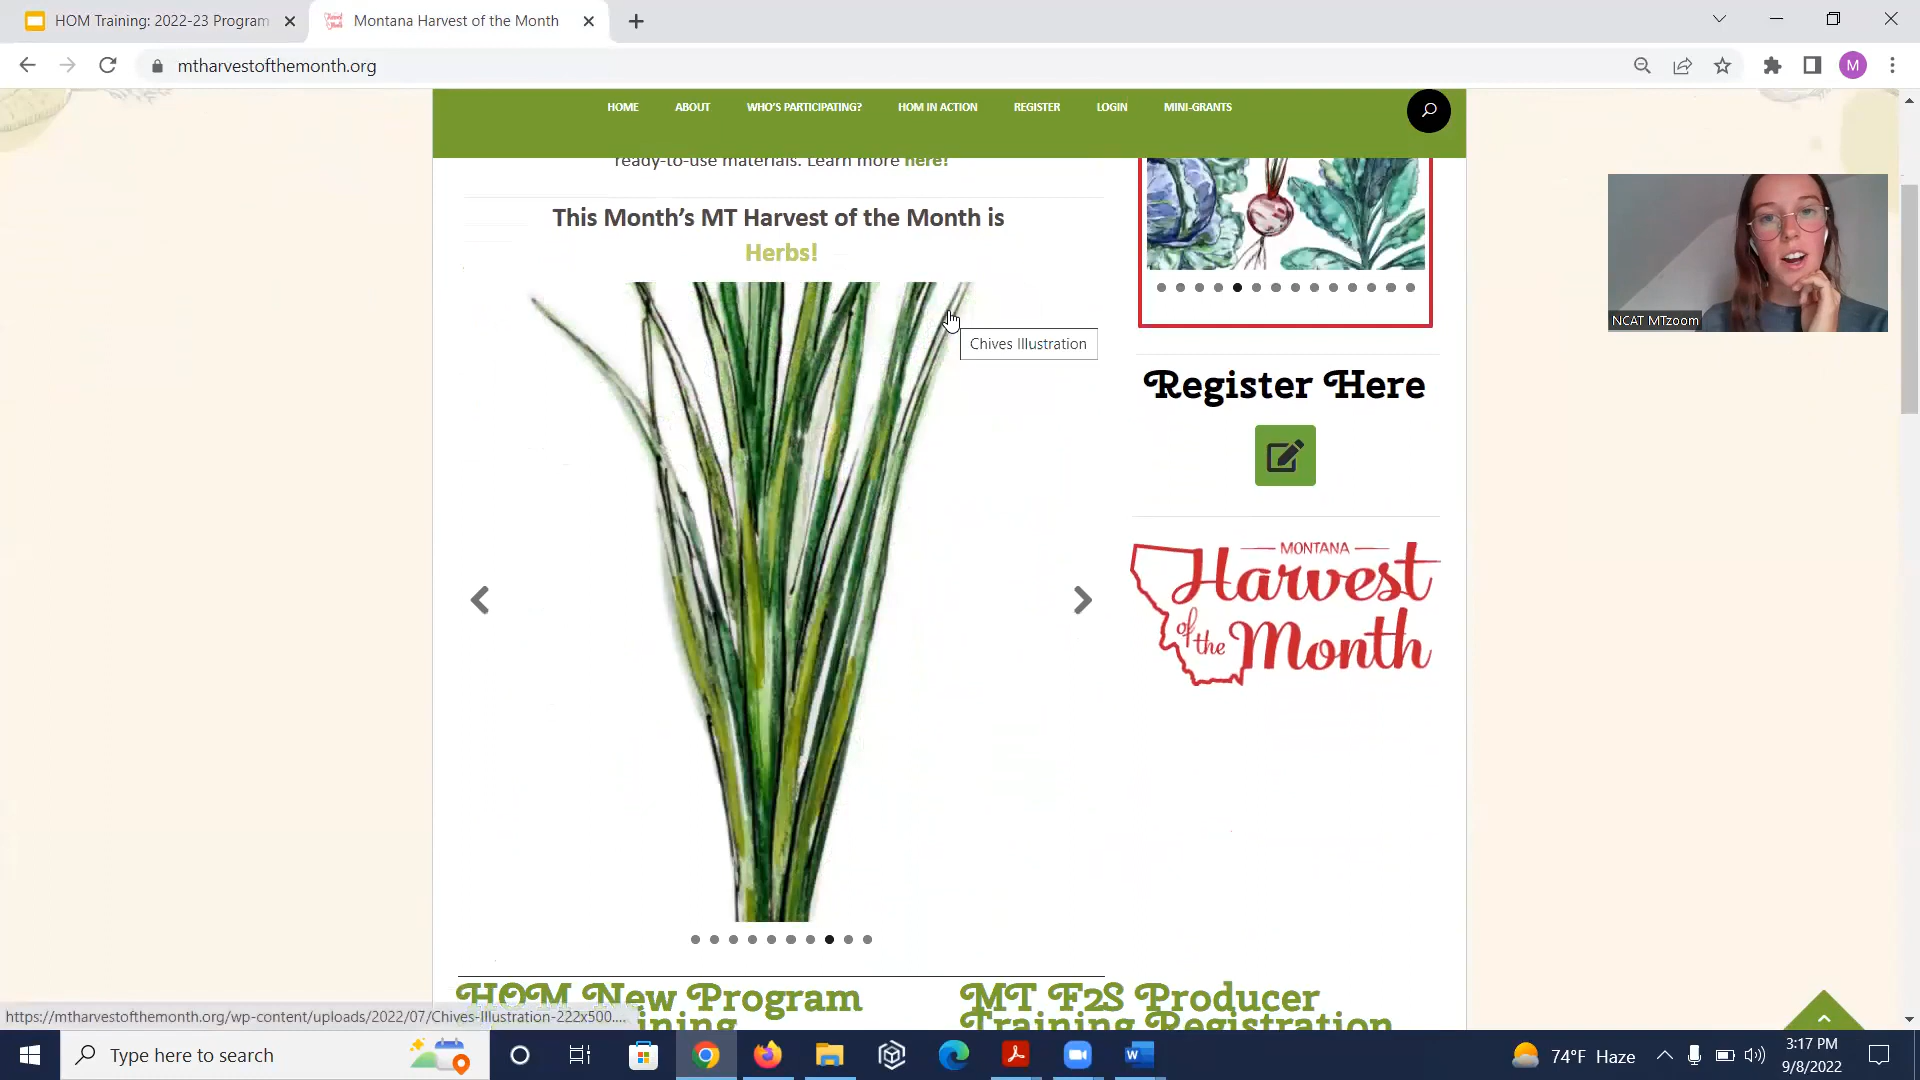 HOM Training: 2022-23 Program
Montana Harvest of the Month
mtharvestofthemonth.org
M
HOME ABOUT WHO'S PARTICIPATING? HOM IN ACTION REGISTER LOGIN MINI-GRANTS
ready-to-use materials. Learn more here!
This Month's MT Harvest of the Month is
Herbs!
Chives Illustration
NCAT MTzoom
Register Here
MONTANA
Harvest
of the
Month
HOM New Program
MT F2S Producer
Training Registration
https://mtharvestofthemonth.org/wp-content/uploads/2022/07/Chives-Illustration-222x500....
Type here to search
74°F Haze
3:17 PM
9/8/2022